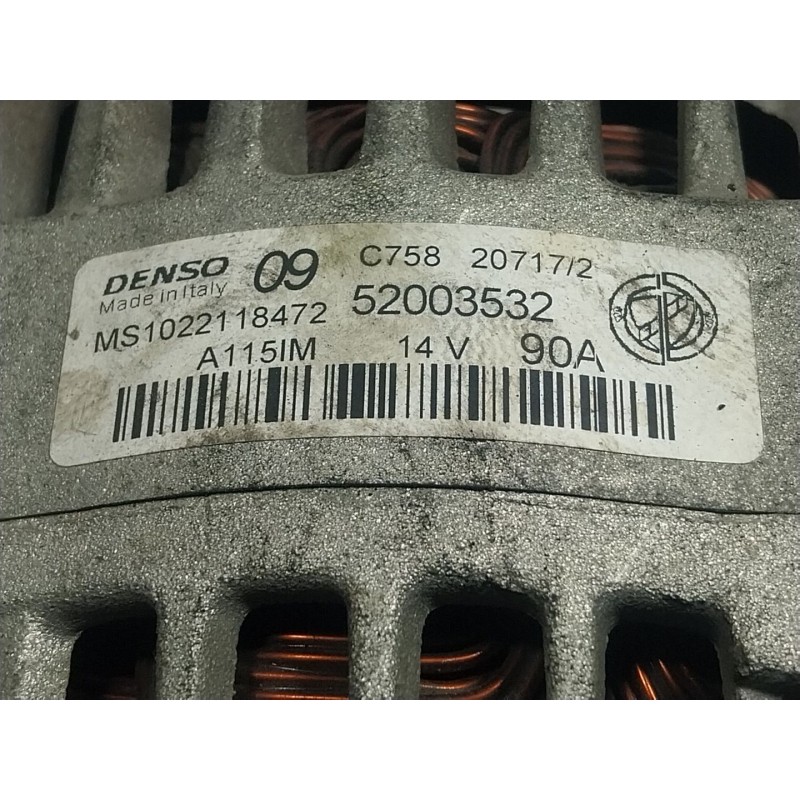 DENSO 09 C758 20717/2
Made in Italy
MS1022118472 52003532
A115IM 14 V 90A